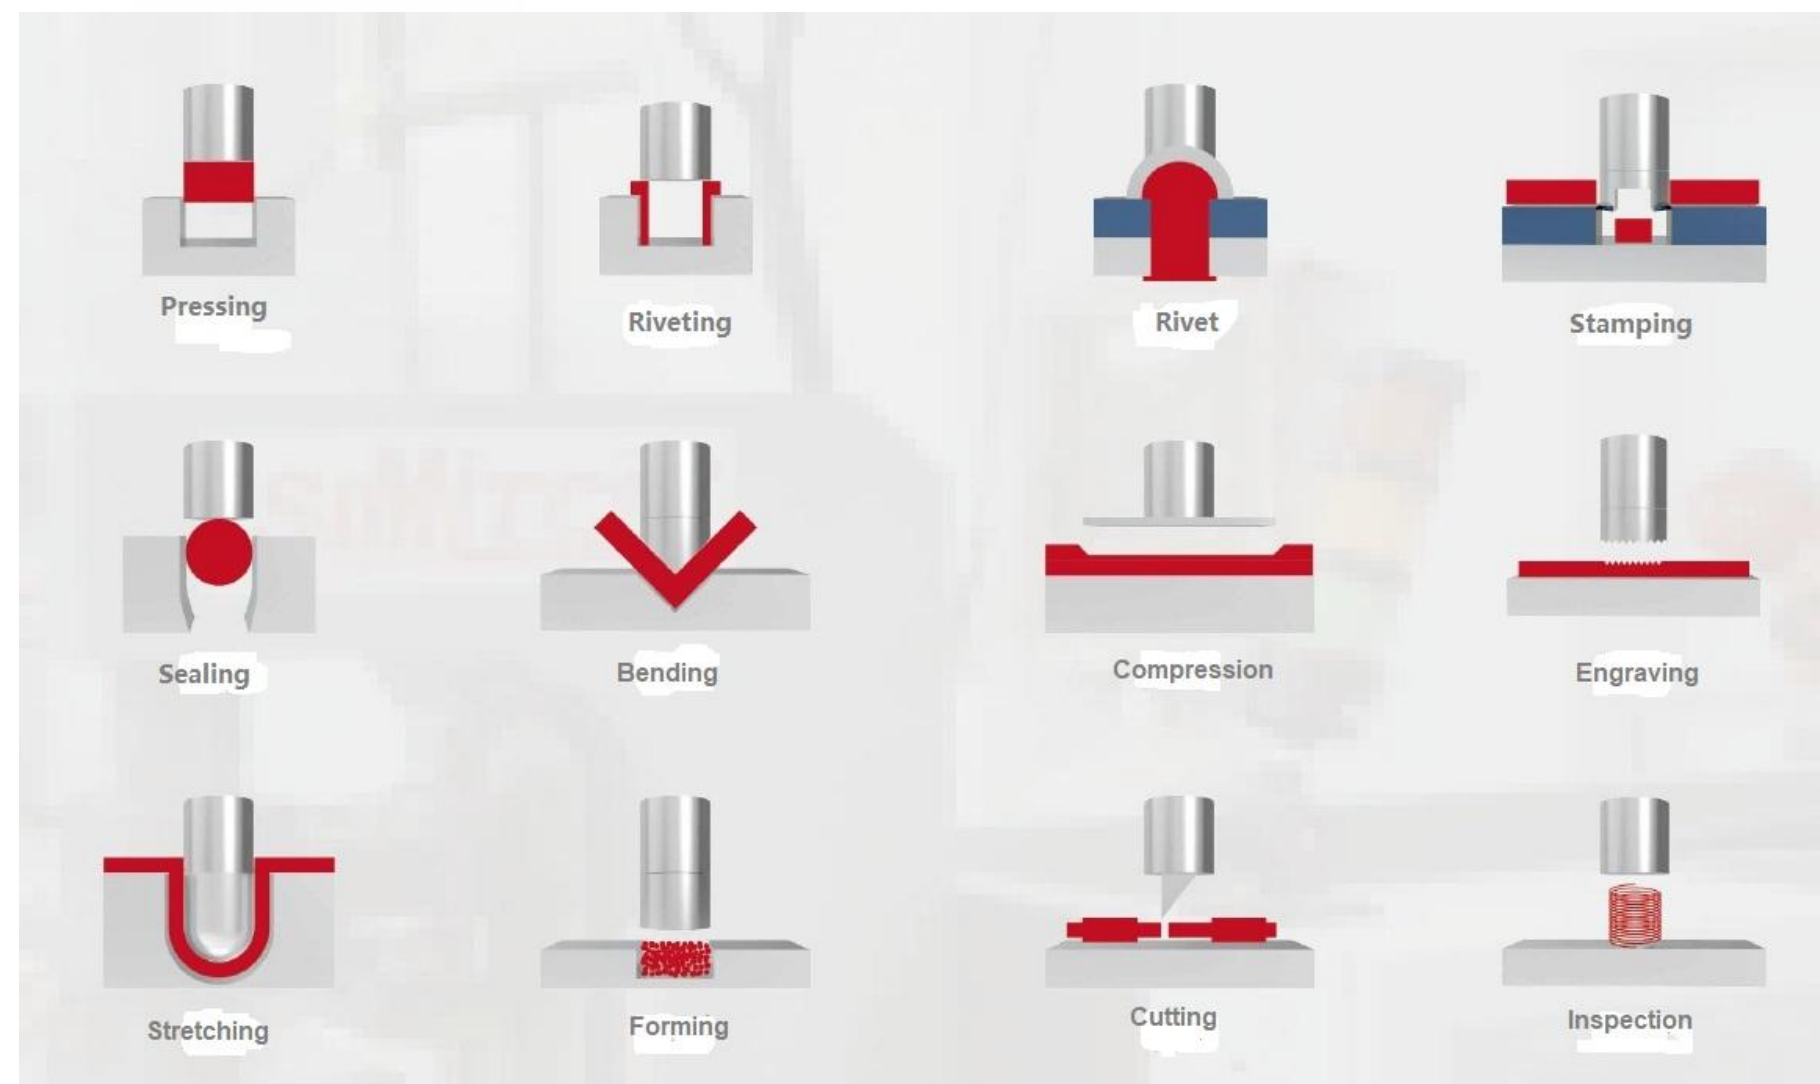 Pressing
Riveting
Rivet
Stamping
Sealing
Bending
Compression
Engraving
Stretching
Forming
Cutting
Inspection